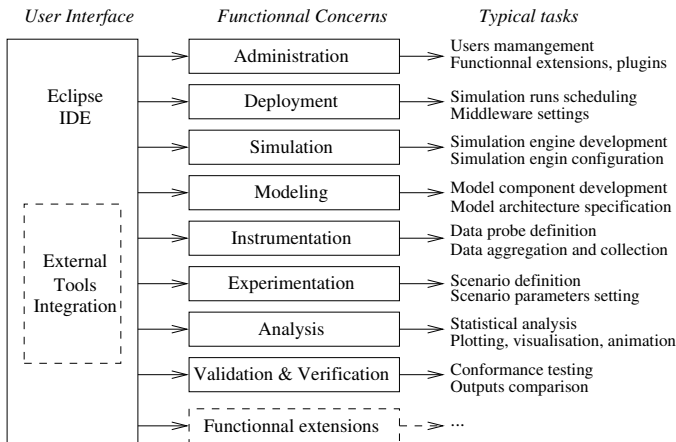 User Interface
Functionnal Concerns
Typical tasks
Eclipse
IDE
External
Tools
Integration
Administration
Users mamangement
Functionnal extensions, plugins
Deployment
Simulation runs scheduling
Middleware settings
Simulation
Simulation engine development
Simulation engin configuration
Modeling
Model component development
Model architecture specification
Instrumentation
Data probe definition
Data aggregation and collection
Experimentation
Scenario definition
Scenario parameters setting
Analysis
Statistical analysis
Plotting, visualisation, animation
Validation & Verification
Conformance testing
Outputs comparison
Functionnal extensions
...